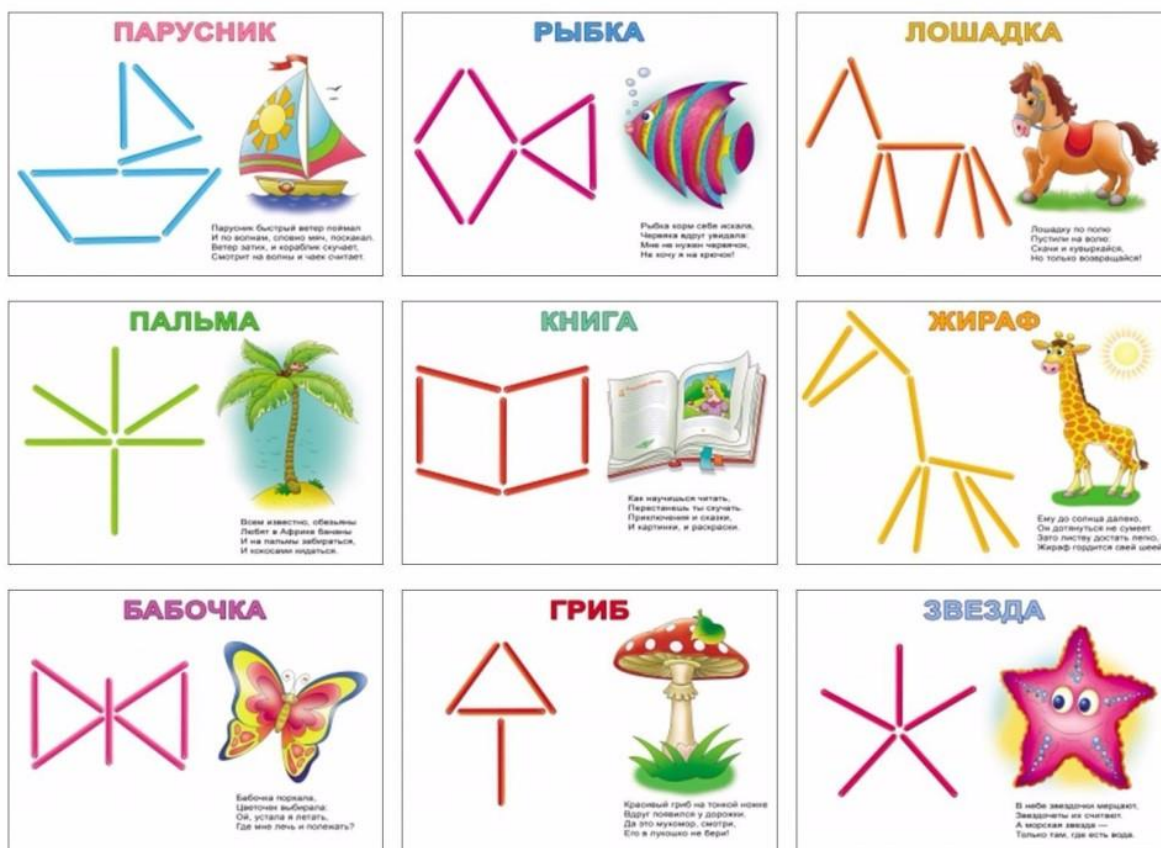 ПАРУСНИК
Парусник быстрый ветер поймал
И по волнам, словно мяч, поскакал.
Ветер затих, и кораблик скучает,
Смотрит на волны и чаек считает.
РЫБКА
Рыбка корм себе искала,
Червяка вдруг увидала:
Мне не нужен червячок,
Не хочу я на крючок!
ЛОШАДКА
Лошадку по полю
Пустили на волю:
Скачи и кувыркайся,
Но только возвращайся!
ПАЛЬМА
Всем известно, обезьяны
Любят в Африке бананы
И на пальмы забираться,
И кокосами кидаться.
КНИГА
Как научишься читать,
Перестанешь ты скучать.
Приключения и сказки,
И картинки, и раскраски.
ЖИРАФ
Ему до солнца далеко,
Он дотянуться не сумеет.
Зато листву достать легко,
Жираф гордится своей шеей
БАБОЧКА
Бабочка порхала,
Цветочек выбирала:
Ой, устала я летать,
Где мне лечь и полежать?
ГРИБ
Красивый гриб на тонкой ножке
Вдруг появился у дорожки.
Да это мухомор, смотри,
Его в лукошко не бери!
ЗВЕЗДА
В небе звездочки мерцают,
Звездочеты их считают.
А морская звезда —
Только там, где есть вода.